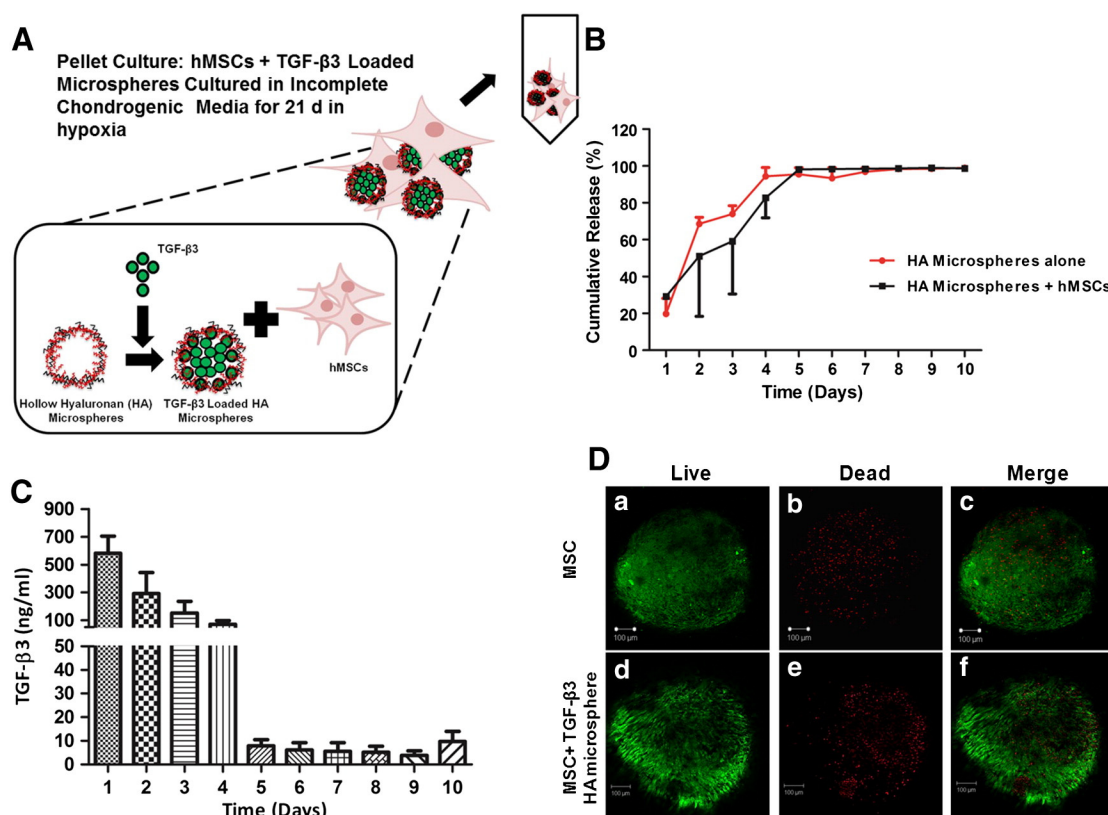 A
Pellet Culture: hMSCs + TGF-β3 Loaded
Microspheres Cultured in Incomplete
Chondrogenic Media for 21 d in
hypoxia
TGF-β3
hMSCs
Hollow Hyaluronan (HA)
Microspheres
TGF-β3 Loaded HA
Microspheres
B
Cumulative Release (%)
120
100
80
60
40
20
0
HA Microspheres alone
HA Microspheres + hMSCs
1 2 3 4 5 6 7 8 9 10
Time (Days)
C
TGF-β3 (ng/ml)
900
700
500
300
100
50
40
30
20
10
0
1 2 3 4 5 6 7 8 9 10
Time (Days)
D
Live Dead Merge
MSC
a b c
100 μm 100 μm 100 μm
MSC+ TGF-β3
HA microsphere
d e f
100 μm 100 μm 100 μm